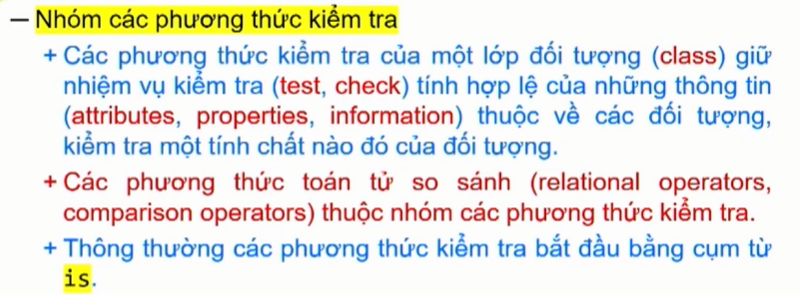 – Nhóm các phương thức kiểm tra
+ Các phương thức kiểm tra của một lớp đối tượng (class) giữ
nhiệm vụ kiểm tra (test, check) tính hợp lệ của những thông tin
(attributes, properties, information) thuộc về các đối tượng,
kiểm tra một tính chất nào đó của đối tượng.
+ Các phương thức toán tử so sánh (relational operators,
comparison operators) thuộc nhóm các phương thức kiểm tra.
+ Thông thường các phương thức kiểm tra bắt đầu bằng cụm từ
is.